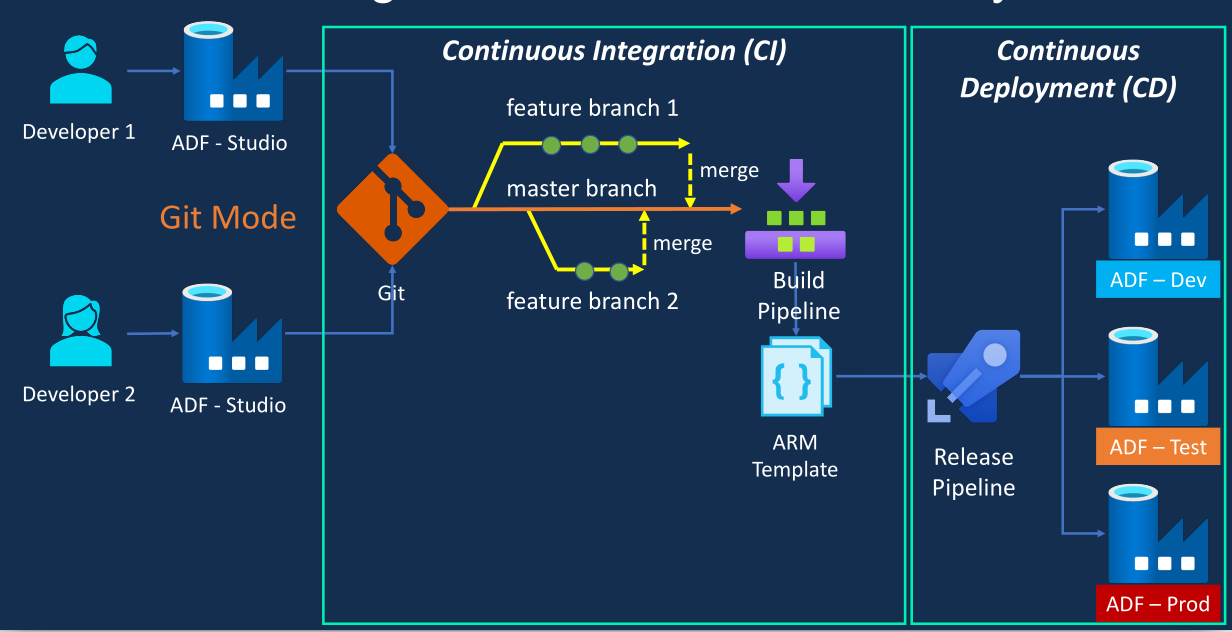 Continuous Integration (CI)
Continuous
Deployment (CD)
Developer 1
ADF - Studio
Git Mode
Developer 2
ADF - Studio
Git
feature branch 1
merge
master branch
merge
feature branch 2
Build
Pipeline
{ }
ARM
Template
Release
Pipeline
ADF – Dev
ADF – Test
ADF – Prod